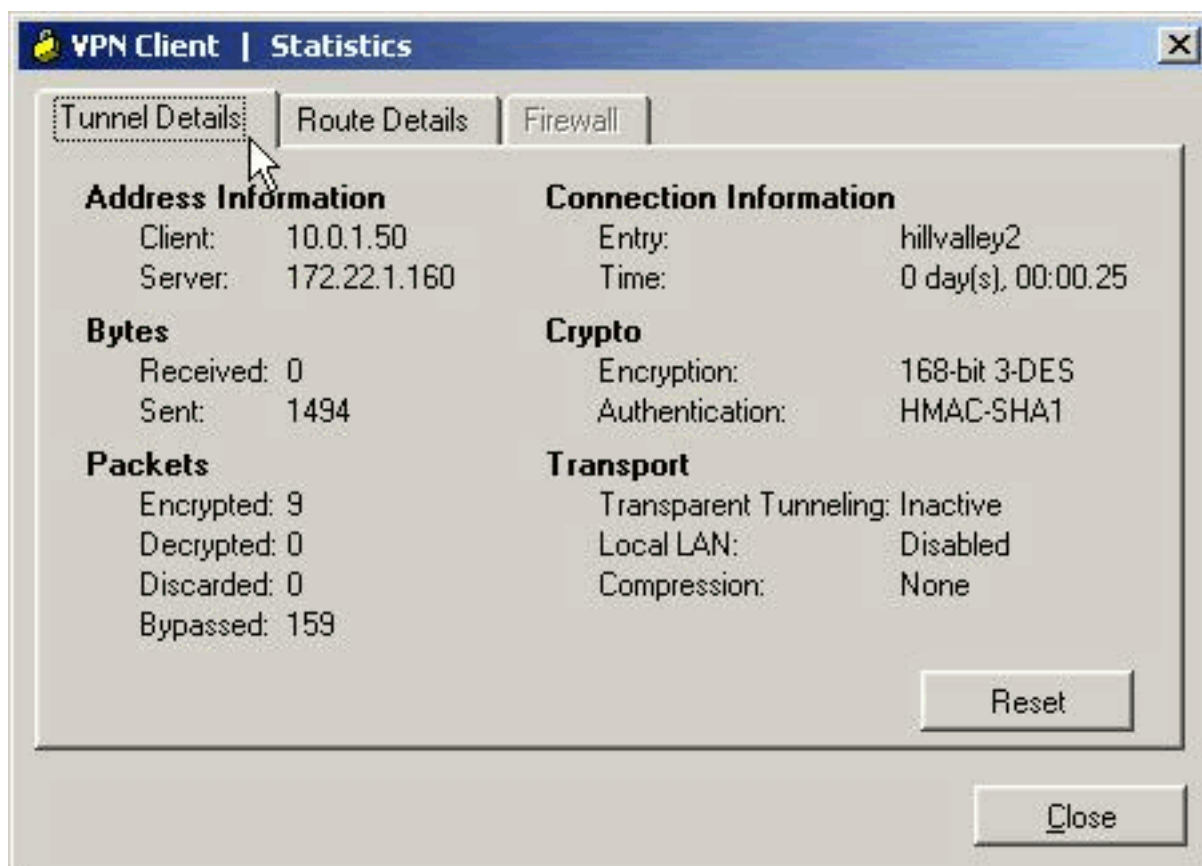 VPN Client | Statistics
Tunnel Details Route Details Firewall
Address Information
Client: 10.0.1.50
Server: 172.22.1.160
Bytes
Received: 0
Sent: 1494
Packets
Encrypted: 9
Decrypted: 0
Discarded: 0
Bypassed: 159
Connection Information
Entry: hillvalley2
Time: 0 day(s), 00:00.25
Crypto
Encryption: 168-bit 3-DES
Authentication: HMAC-SHA1
Transport
Transparent Tunneling: Inactive
Local LAN: Disabled
Compression: None
Reset
Close